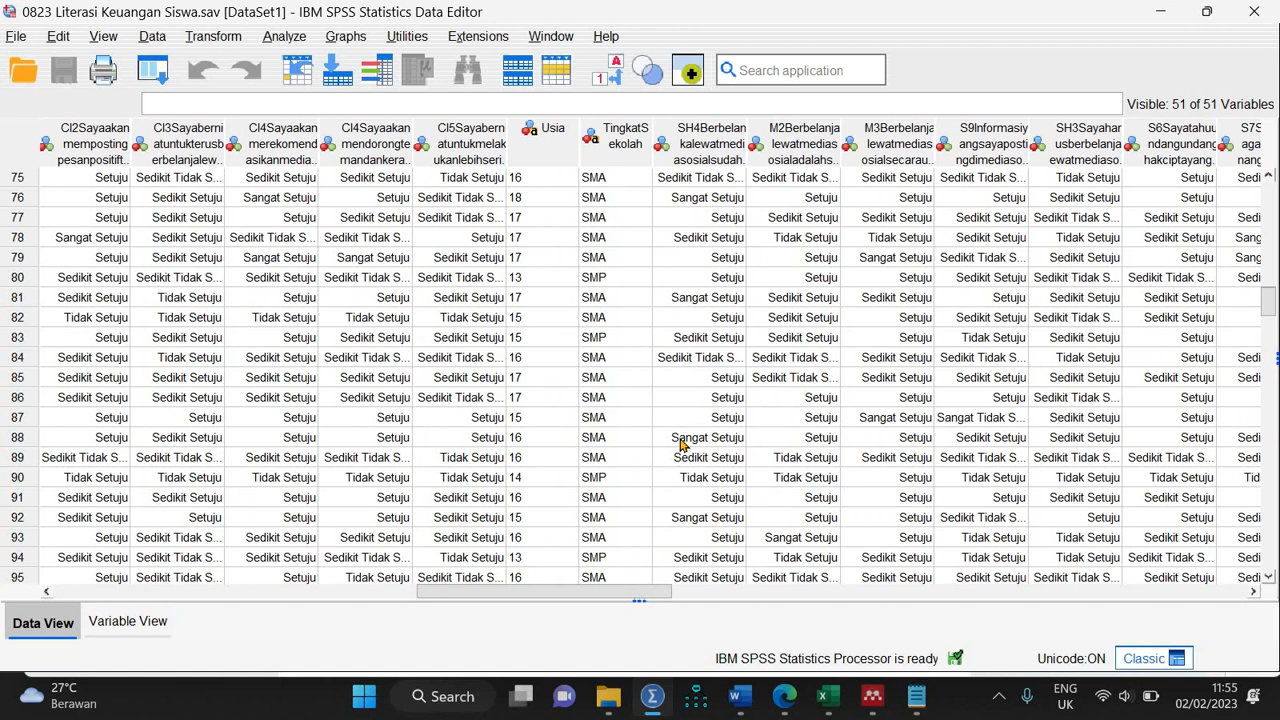 0823 Literasi Keuangan Siswa.sav [DataSet1] - IBM SPSS Statistics Data Editor
File Edit View Data Transform Analyze Graphs Utilities Extensions Window Help
Search application
Visible: 51 of 51 Variables
CI2Sayaakan CI3Sayaberni CI4Sayaakan CI4Sayaakan CI5Sayabern Usia TingkatS SH4Berbelan M2Berbelanja M3Berbelanja S9Informasiy SH3Sayahar S6Sayatahuu S7S
memposting atuntukterusb merekomend mendorongte atuntukmelak ekolah kalewatmedi lewatmedias lewatmedias angsayaposti usberbelanja ndangundang aga
pesanpositift.. erbelanjalew... asikanmedia.. mandankera.. ukanlebihseri. asosialsudah. osialadalahs.. osialsecarau.. ngdimediaso.. ewatmediaso. hakciptayang. nang
75 Setuju Sedikit Tidak S... Setuju Setuju Tidak Setuju 16 SMA Sedikit Tidak S... Sedikit Tidak S... Sedikit Setuju Sedikit Setuju Tidak Setuju Setuju Sedi
76 Setuju Sedikit Setuju Sangat Setuju Setuju Sedikit Tidak S... 18 SMA Sangat Setuju Setuju Setuju Setuju Sedikit Setuju Setuju
77 Setuju Sedikit Setuju Setuju Sedikit Setuju Sedikit Tidak S... 17 SMA Setuju Sedikit Setuju Setuju Sedikit Setuju Sedikit Setuju Setuju Sedi
78 Sangat Setuju Sedikit Setuju Sedikit Tidak S... Sedikit Tidak S... Setuju 17 SMA Sedikit Setuju Tidak Setuju Tidak Setuju Sedikit Setuju Tidak Setuju Sedikit Setuju Sang
79 Setuju Sedikit Setuju Sangat Setuju Sangat Setuju Sedikit Setuju 17 SMA Setuju Setuju Sangat Setuju Sedikit Tidak S... Sedikit Setuju Setuju Sang
80 Sedikit Setuju Sedikit Tidak S... Sedikit Setuju Sedikit Setuju Sedikit Tidak S... 13 SMP Setuju Setuju Setuju Sedikit Setuju Sedikit Setuju Sedikit Tidak S... Sedi
81 Sedikit Setuju Tidak Setuju Setuju Setuju Sedikit Setuju 17 SMA Sangat Setuju Sedikit Setuju Sedikit Setuju Setuju Sedikit Setuju Sedikit Setuju
82 Tidak Setuju Tidak Setuju Tidak Setuju Tidak Setuju Tidak Setuju 15 SMA Setuju Sedikit Setuju Setuju Sedikit Setuju Sedikit Setuju Setuju
83 Setuju Sedikit Setuju Setuju Setuju Setuju 15 SMP Sedikit Setuju Sedikit Setuju Setuju Tidak Setuju Sedikit Setuju Setuju
84 Sedikit Setuju Tidak Setuju Sedikit Setuju Sedikit Setuju Sedikit Tidak S... 16 SMA Sedikit Tidak S... Sedikit Tidak S... Sedikit Setuju Sedikit Setuju Tidak Setuju Setuju Sedi
85 Sedikit Setuju Sedikit Setuju Sedikit Setuju Sedikit Setuju Sedikit Setuju 17 SMA Setuju Sedikit Tidak S... Setuju Sedikit Setuju Sedikit Setuju Sedikit Setuju Sedi
86 Sedikit Setuju Sedikit Setuju Setuju Sedikit Setuju Sedikit Setuju 17 SMA Setuju Setuju Setuju Setuju Sedikit Tidak S... Setuju
87 Setuju Setuju Setuju Setuju Setuju 15 SMA Setuju Setuju Sangat Setuju Sangat Tidak S... Setuju Setuju
88 Setuju Sedikit Setuju Setuju Setuju Setuju 16 SMA Sangat Setuju Setuju Setuju Sedikit Setuju Sedikit Setuju Setuju Sedi
89 Sedikit Tidak S... Sedikit Tidak S... Sedikit Setuju Sedikit Setuju Tidak Setuju 16 SMA Sedikit Setuju Tidak Setuju Sedikit Setuju Sedikit Tidak S... Sedikit Tidak S... Sedikit Tidak S... Sedi
90 Tidak Setuju Tidak Setuju Tidak Setuju Tidak Setuju Tidak Setuju 14 SMP Tidak Setuju Tidak Setuju Tidak Setuju Tidak Setuju Tidak Setuju Tidak Setuju Tid
91 Setuju Sedikit Setuju Sedikit Setuju Setuju Sedikit Setuju 16 SMA Setuju Setuju Setuju Setuju Sedikit Setuju Sedikit Setuju
92 Sedikit Setuju Setuju Setuju Setuju Sedikit Setuju 15 SMA Sangat Setuju Setuju Setuju Sedikit Tidak S... Setuju Setuju Sedi
93 Setuju Sedikit Tidak S... Sedikit Setuju Setuju Sedikit Setuju 16 SMA Setuju Sangat Setuju Setuju Tidak Setuju Tidak Setuju Setuju Sedi
94 Sedikit Setuju Sedikit Tidak S... Sedikit Setuju Sedikit Tidak S... Tidak Setuju 13 SMP Sedikit Setuju Tidak Setuju Sedikit Setuju Tidak Setuju Tidak Setuju Sedikit Tidak S... Sedi
95 Setuju Sedikit Tidak S... Setuju Tidak Setuju Sedikit Tidak S... 16 SMA Sedikit Setuju Sedikit Setuju Setuju Sedikit Setuju Sedikit Tidak S... Setuju Sedi
Data View Variable View
IBM SPSS Statistics Processor is ready Unicode:ON Classic
27°C
Berawan
Search
ENG
UK
11:55
02/02/2023